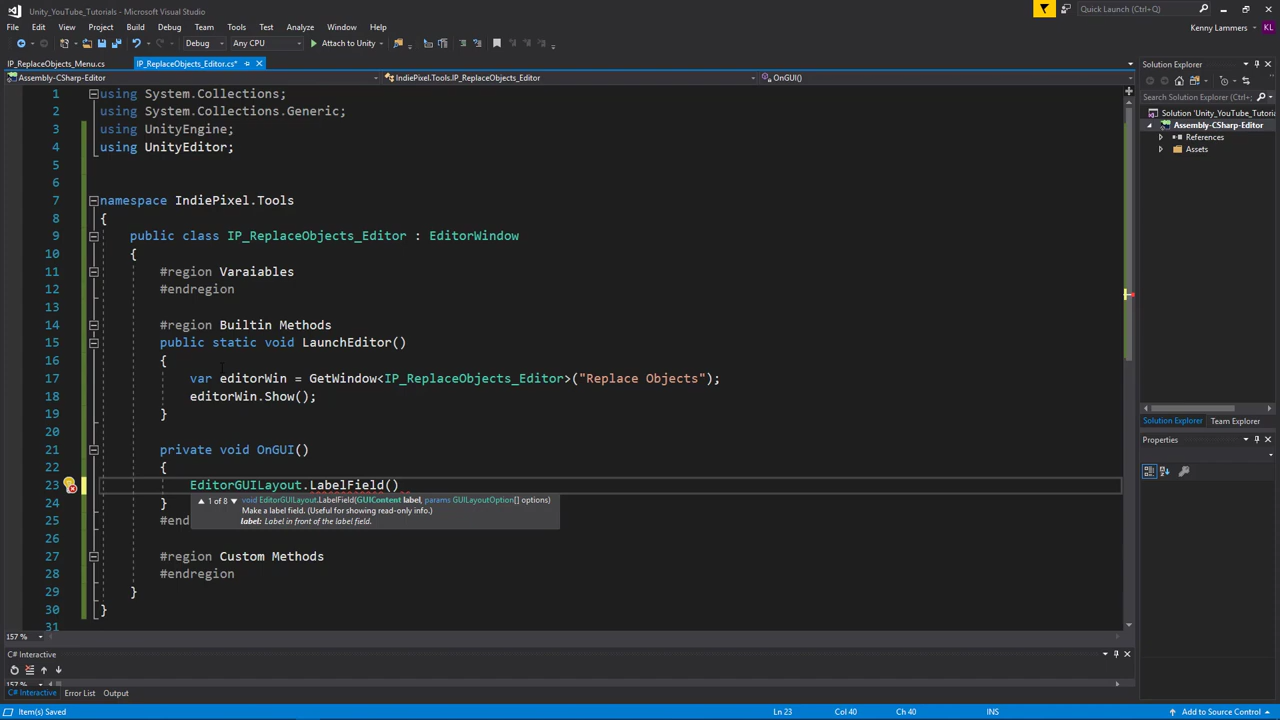 Unity_YouTube_Tutorials - Microsoft Visual Studio
Quick Launch (Ctrl+Q)
File Edit View Project Build Debug Team Tools Test Analyze Window Help
Kenny Lammers KL
Debug Any CPU Attach to Unity
IP_ReplaceObjects_Menu.cs IP_ReplaceObjects_Editor.cs*
Assembly-CSharp-Editor IndiePixel.Tools.IP_ReplaceObjects_Editor OnGUI()
1 using System.Collections;
2 using System.Collections.Generic;
3 using UnityEngine;
4 using UnityEditor;
5
6
7 namespace IndiePixel.Tools
8 {
9 public class IP_ReplaceObjects_Editor : EditorWindow
10 {
11 #region Varaiables
12 #endregion
13
14 #region Builtin Methods
15 public static void LaunchEditor()
16 {
17 var editorWin = GetWindow<IP_ReplaceObjects_Editor>("Replace Objects");
18 editorWin.Show();
19 }
20
21 private void OnGUI()
22 {
23 EditorGUILayout.LabelField()
24 }
1 of 8 void EditorGUILayout.LabelField(GUIContent label, params GUILayoutOption[] options)
Make a label field. (Useful for showing read-only info.)
label: Label in front of the label field.
25 #en
26
27 #region Custom Methods
28 #endregion
29 }
30 }
31
157 %
C# Interactive
157 %
C# Interactive Error List Output
Solution Explorer
Search Solution Explorer (Ctrl+;)
Solution 'Unity_YouTube_Tutoria
Assembly-CSharp-Editor
References
Assets
Solution Explorer Team Explorer
Properties
Item(s) Saved Ln 23 Col 40 Ch 40 INS Add to Source Control